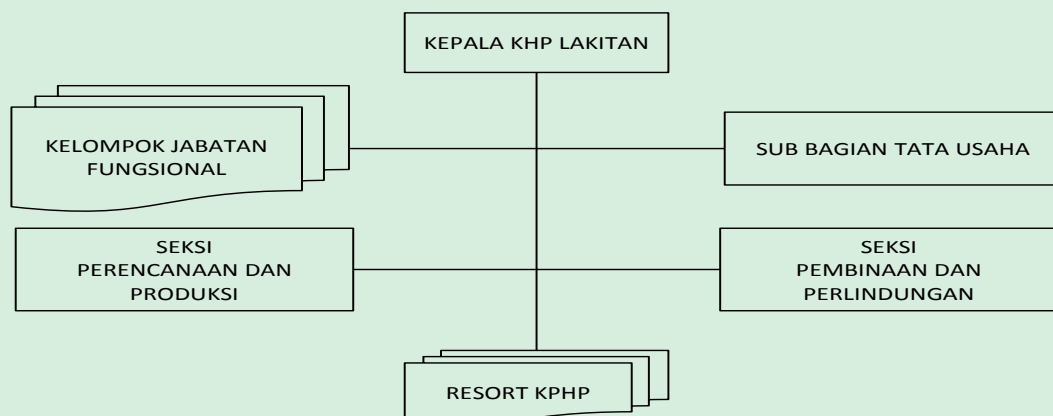 KEPALA KHP LAKITAN
KELOMPOK JABATAN
FUNGSIONAL
SUB BAGIAN TATA USAHA
SEKSI
PERENCANAAN DAN
PRODUKSI
SEKSI
PEMBINAAN DAN
PERLINDUNGAN
RESORT KPHP